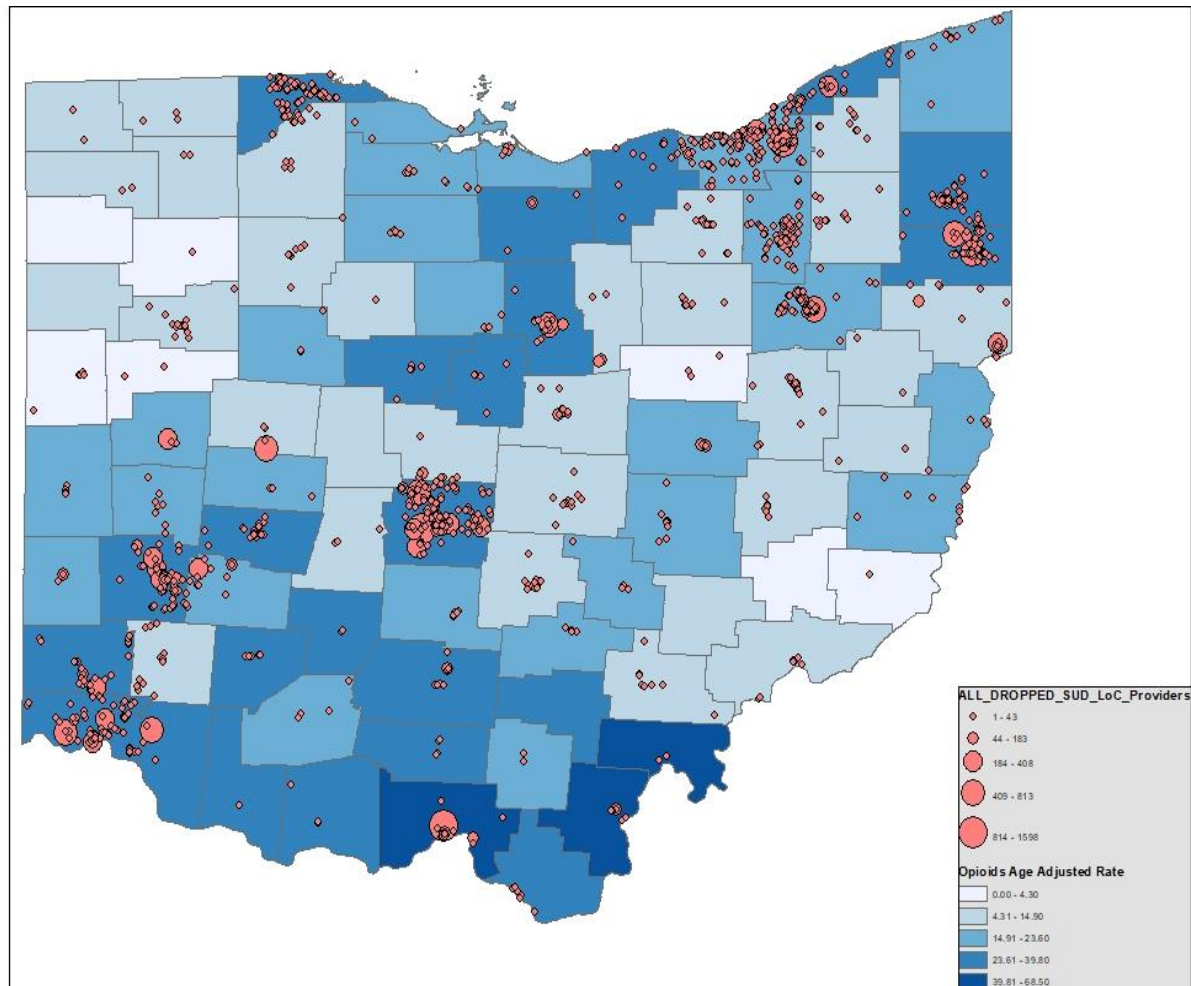 ALL_DROPPED_SUD_LoC_Providers
1 - 43
44 - 183
184 - 408
409 - 813
814 - 1598
Opioids Age Adjusted Rate
0.00 - 4.30
4.31 - 14.90
14.91 - 23.60
23.61 - 39.80
39.81 - 68.50